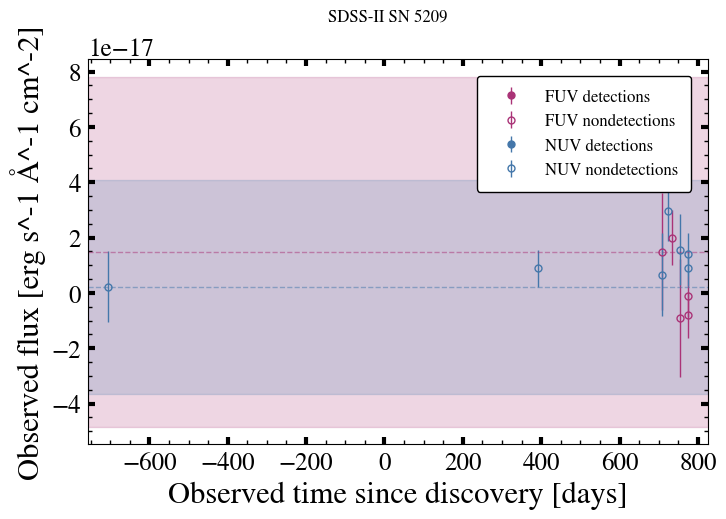 SDSS-II SN 5209
1e−17
Observed flux [erg s^-1 Å^-1 cm^-2]
8
6
4
2
0
−2
−4
FUV detections
FUV nondetections
NUV detections
NUV nondetections
−600 −400 −200 0 200 400 600 800
Observed time since discovery [days]